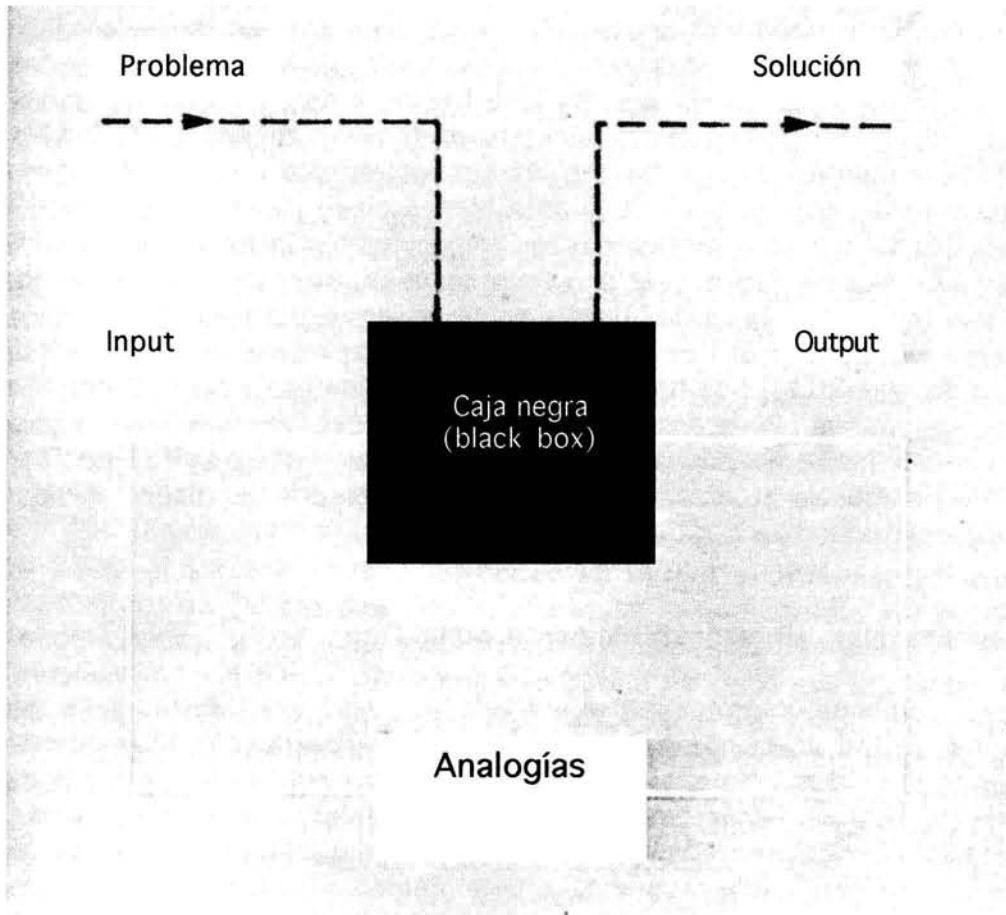 Problema
Solución
Input
Output
Caja negra
(black box)
Analogías